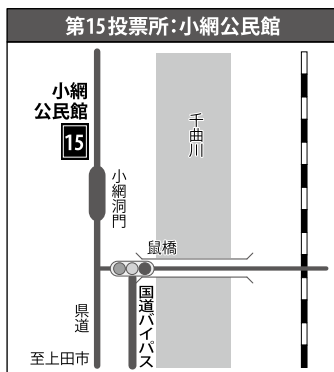 第15投票所：小網公民館
小網
公民館
15
千曲川
小網洞門
鼠橋
国道バイパス
県道
至上田市